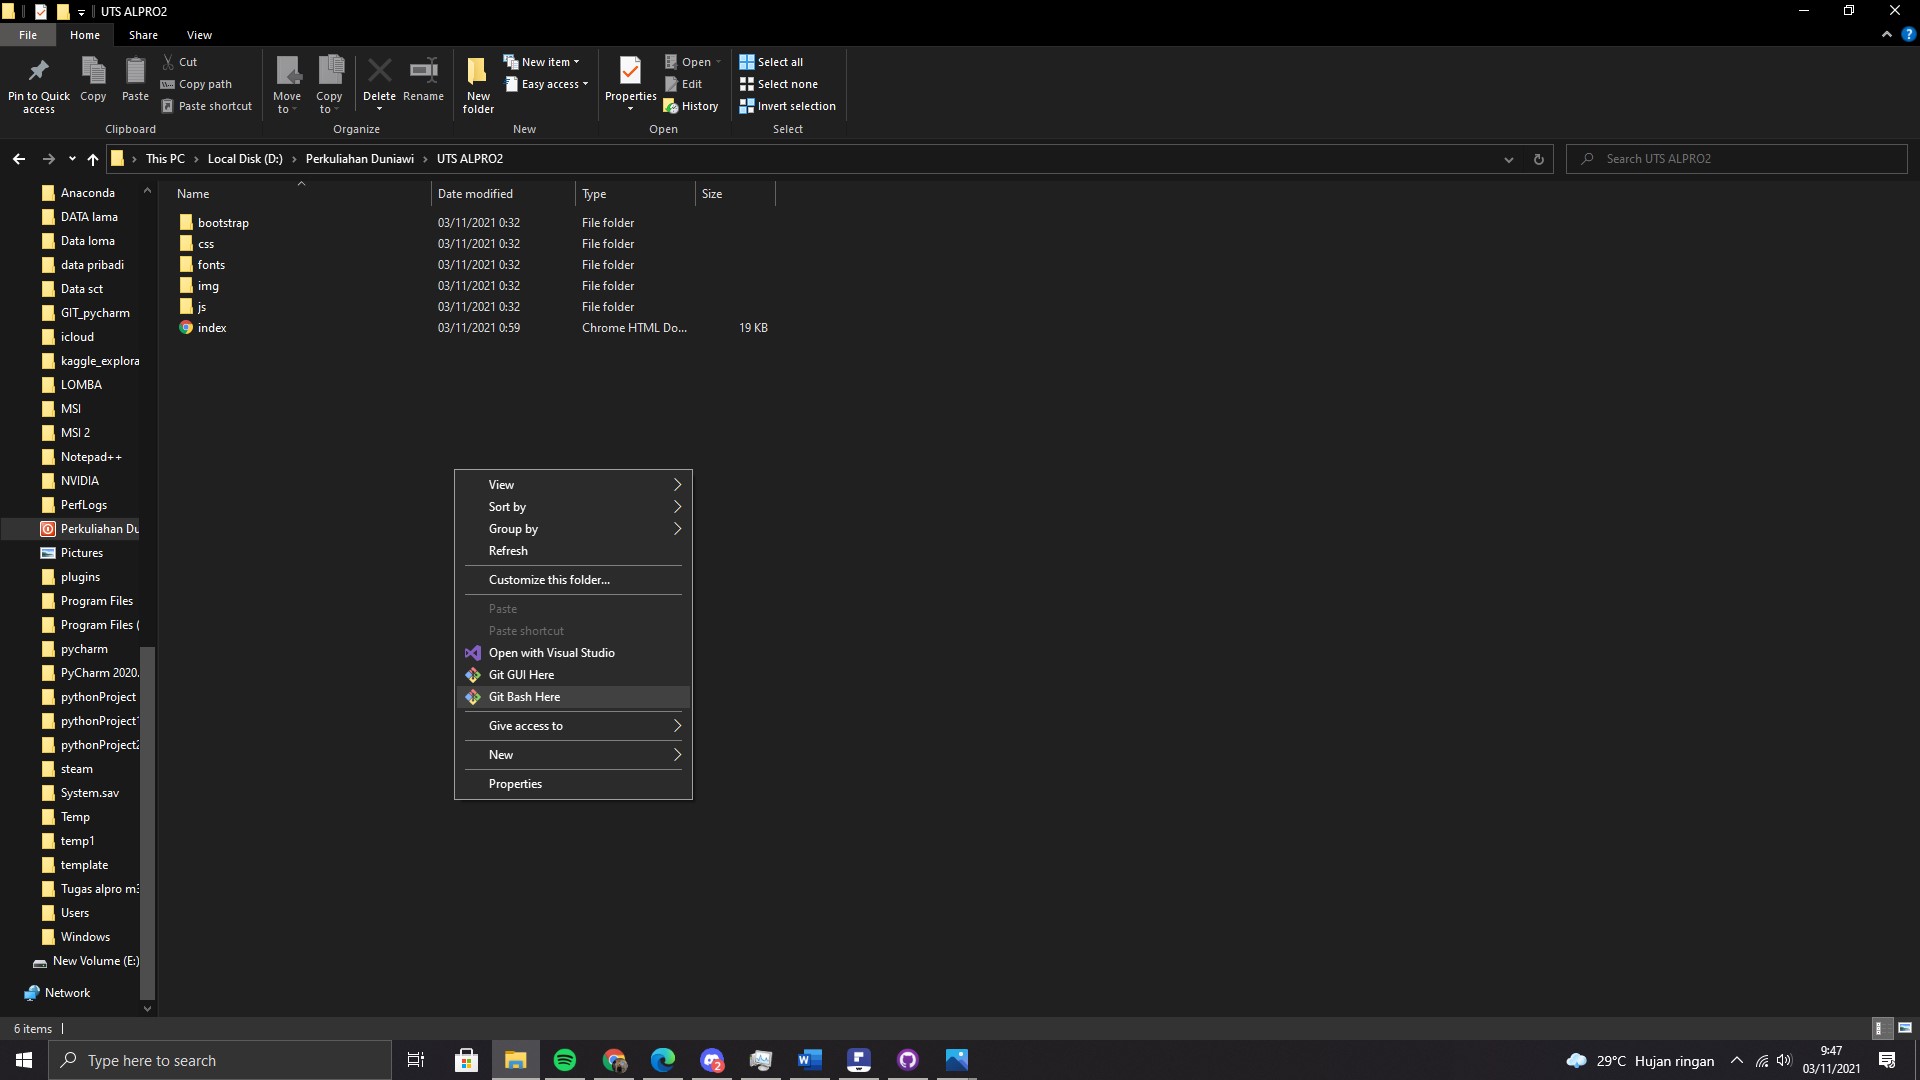 UTS ALPRO2
File
Home
Share
View
Pin to Quick access
Copy
Paste
Cut
Copy path
Paste shortcut
Clipboard
Move to
Copy to
Delete
Rename
Organize
New folder
New item
Easy access
New
Properties
Open
Edit
History
Open
Select all
Select none
Invert selection
Select
This PC > Local Disk (D:) > Perkuliahan Duniawi > UTS ALPRO2
Search UTS ALPRO2
Anaconda
DATA lama
Data loma
data pribadi
Data sct
GIT_pycharm
icloud
kaggle_explora
LOMBA
MSI
MSI 2
Notepad++
NVIDIA
PerfLogs
Perkuliahan Du
Pictures
plugins
Program Files
Program Files (
pycharm
PyCharm 2020.
pythonProject
pythonProject1
pythonProject2
steam
System.sav
Temp
temp1
template
Tugas alpro m3
Users
Windows
New Volume (E:)
Network
Name Date modified Type Size
bootstrap 03/11/2021 0:32 File folder
css 03/11/2021 0:32 File folder
fonts 03/11/2021 0:32 File folder
img 03/11/2021 0:32 File folder
js 03/11/2021 0:32 File folder
index 03/11/2021 0:59 Chrome HTML Do... 19 KB
View
Sort by
Group by
Refresh
Customize this folder...
Paste
Paste shortcut
Open with Visual Studio
Git GUI Here
Git Bash Here
Give access to
New
Properties
6 items
Type here to search
2
29°C Hujan ringan
9:47
03/11/2021